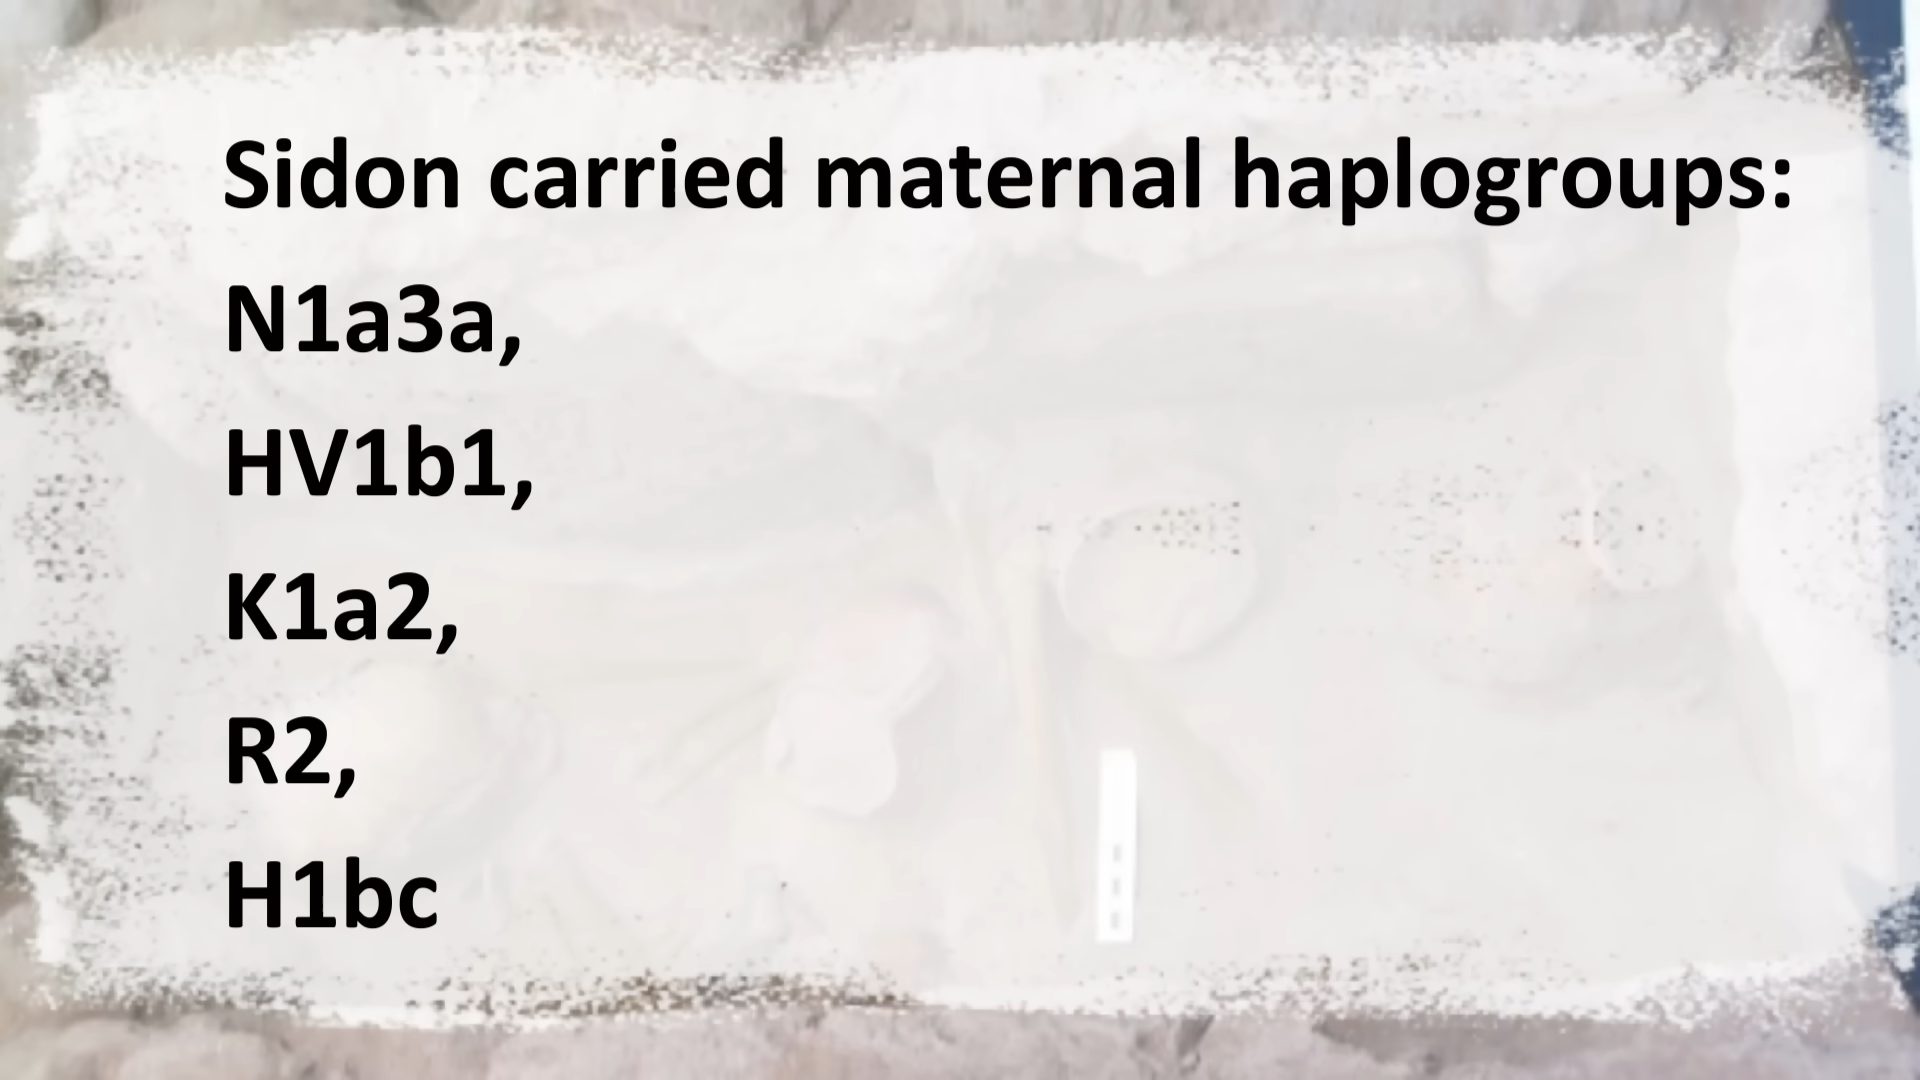 Sidon carried maternal haplogroups:
N1a3a,
HV1b1,
K1a2,
R2,
H1bc